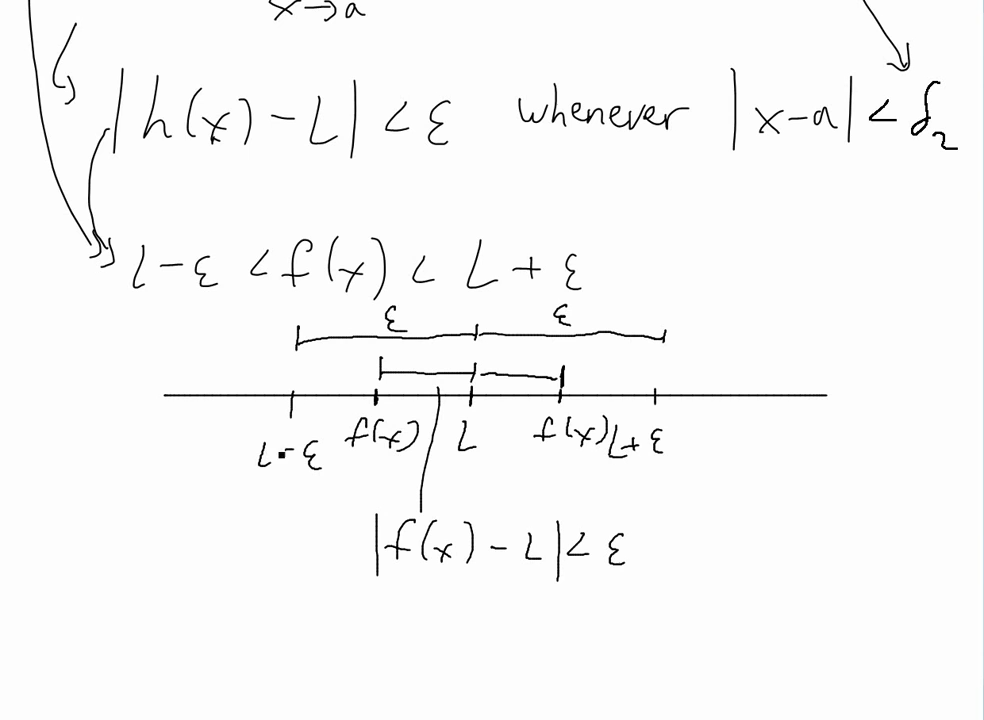 x→a
|h(x) - L| < ε whenever |x-a| < δ₂
L-ε < f(x) < L + ε
ε ε
L-ε f(x) L f(x) L+ε
|f(x) - L| < ε